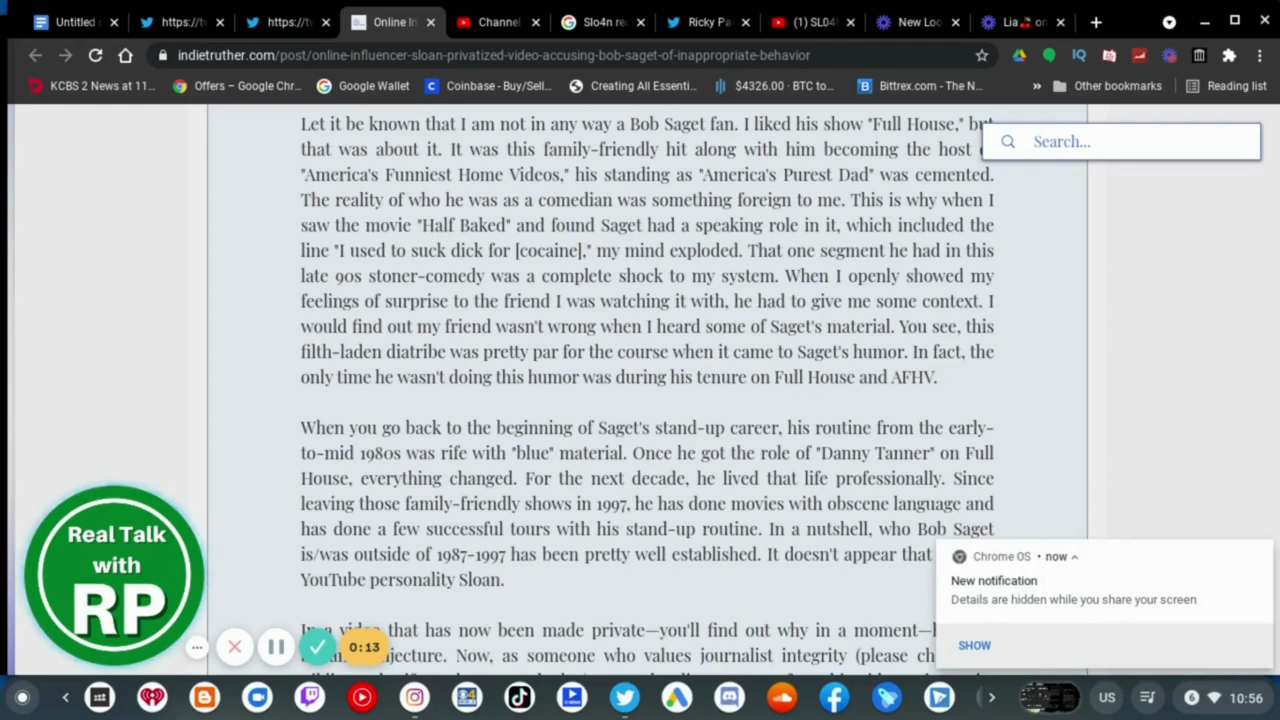 Untitled
https://tv
https://tw
Online In
Channel
Slo4n re
Ricky Pa
(1) SL04
New Loo
Lia🍒 on
indietruther.com/post/online-influencer-sloan-privatized-video-accusing-bob-saget-of-inappropriate-behavior
KCBS 2 News at 11...
Offers – Google Chr...
Google Wallet
Coinbase - Buy/Sell...
Creating All Essenti...
$4326.00 · BTC to...
Bittrex.com - The N...
»
Other bookmarks
Reading list
Search...
Let it be known that I am not in any way a Bob Saget fan. I liked his show "Full House," but
that was about it. It was this family-friendly hit along with him becoming the host
"America's Funniest Home Videos," his standing as "America's Purest Dad" was cemented.
The reality of who he was as a comedian was something foreign to me. This is why when I
saw the movie "Half Baked" and found Saget had a speaking role in it, which included the
line "I used to suck dick for [cocaine]," my mind exploded. That one segment he had in this
late 90s stoner-comedy was a complete shock to my system. When I openly showed my
feelings of surprise to the friend I was watching it with, he had to give me some context. I
would find out my friend wasn't wrong when I heard some of Saget's material. You see, this
filth-laden diatribe was pretty par for the course when it came to Saget's humor. In fact, the
only time he wasn't doing this humor was during his tenure on Full House and AFHV.
When you go back to the beginning of Saget's stand-up career, his routine from the early-
to-mid 1980s was rife with "blue" material. Once he got the role of "Danny Tanner" on Full
House, everything changed. For the next decade, he lived that life professionally. Since
leaving those family-friendly shows in 1997, he has done movies with obscene language and
has done a few successful tours with his stand-up routine. In a nutshell, who Bob Saget
is/was outside of 1987-1997 has been pretty well established. It doesn't appear that
YouTube personality Sloan.
In a video that has now been made private—you'll find out why in a moment—
Now, as someone who values journalist integrity (please
Real Talk
with
RP
0:13
Chrome OS • now
New notification
Details are hidden while you share your screen
SHOW
US
6
10:56